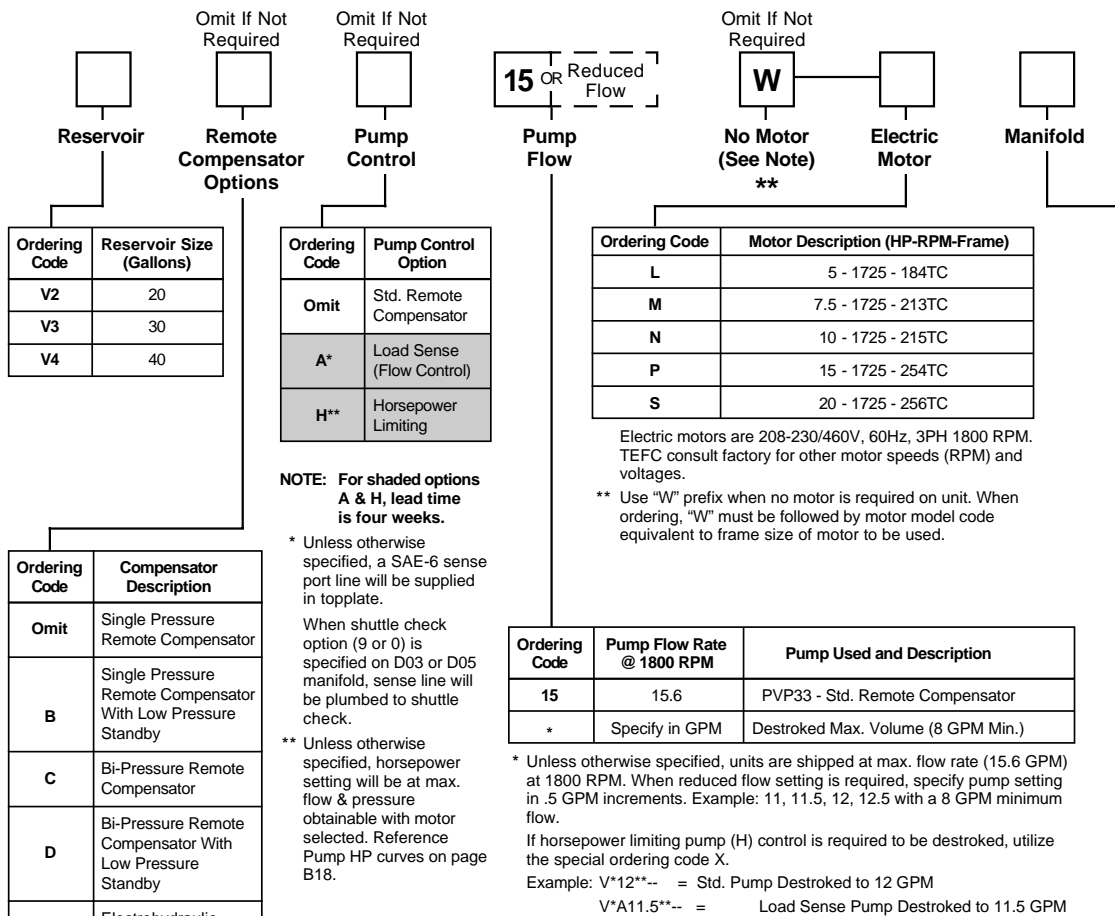 Omit If Not
Required
Omit If Not
Required
Omit If Not
Required
15 OR Reduced
Flow
W
Reservoir
Remote
Compensator
Options
Pump
Control
Pump
Flow
No Motor
(See Note)
**
Electric
Motor
Manifold
Ordering
Code
Reservoir Size
(Gallons)
V2 20
V3 30
V4 40
Ordering
Code
Pump Control
Option
Omit
Std. Remote
Compensator
A*
Load Sense
(Flow Control)
H**
Horsepower
Limiting
NOTE: For shaded options
A & H, lead time
is four weeks.
* Unless otherwise
specified, a SAE-6 sense
port line will be supplied
in topplate.
When shuttle check
option (9 or 0) is
specified on D03 or D05
manifold, sense line will
be plumbed to shuttle
check.
** Unless otherwise
specified, horsepower
setting will be at max.
flow & pressure
obtainable with motor
selected. Reference
Pump HP curves on page
B18.
Ordering Code Motor Description (HP-RPM-Frame)
L 5 - 1725 - 184TC
M 7.5 - 1725 - 213TC
N 10 - 1725 - 215TC
P 15 - 1725 - 254TC
S 20 - 1725 - 256TC
Electric motors are 208-230/460V, 60Hz, 3PH 1800 RPM.
TEFC consult factory for other motor speeds (RPM) and
voltages.
** Use “W” prefix when no motor is required on unit. When
ordering, “W” must be followed by motor model code
equivalent to frame size of motor to be used.
Ordering
Code
Compensator
Description
Omit
Single Pressure
Remote Compensator
B
Single Pressure
Remote Compensator
With Low Pressure
Standby
C
Bi-Pressure Remote
Compensator
D
Bi-Pressure Remote
Compensator With
Low Pressure
Standby
Electrohydraulic
Ordering
Code
Pump Flow Rate
@ 1800 RPM
Pump Used and Description
15 15.6 PVP33 - Std. Remote Compensator
* Specify in GPM Destroked Max. Volume (8 GPM Min.)
* Unless otherwise specified, units are shipped at max. flow rate (15.6 GPM)
at 1800 RPM. When reduced flow setting is required, specify pump setting
in .5 GPM increments. Example: 11, 11.5, 12, 12.5 with a 8 GPM minimum
flow.
If horsepower limiting pump (H) control is required to be destroked, utilize
the special ordering code X.
Example: V*12**-- = Std. Pump Destroked to 12 GPM
V*A11.5**-- = Load Sense Pump Destroked to 11.5 GPM